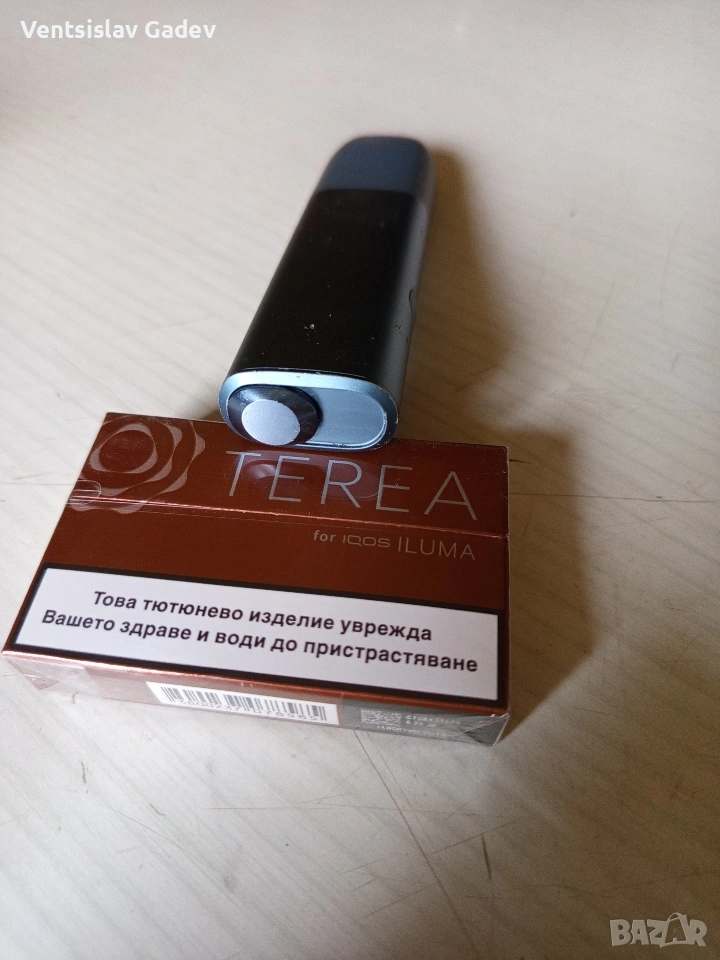 Ventsislav Gadev
TEREA
for IQOS ILUMA
Това тютюнево изделие уврежда
Вашето здраве и води до пристрастяване
BAZAR